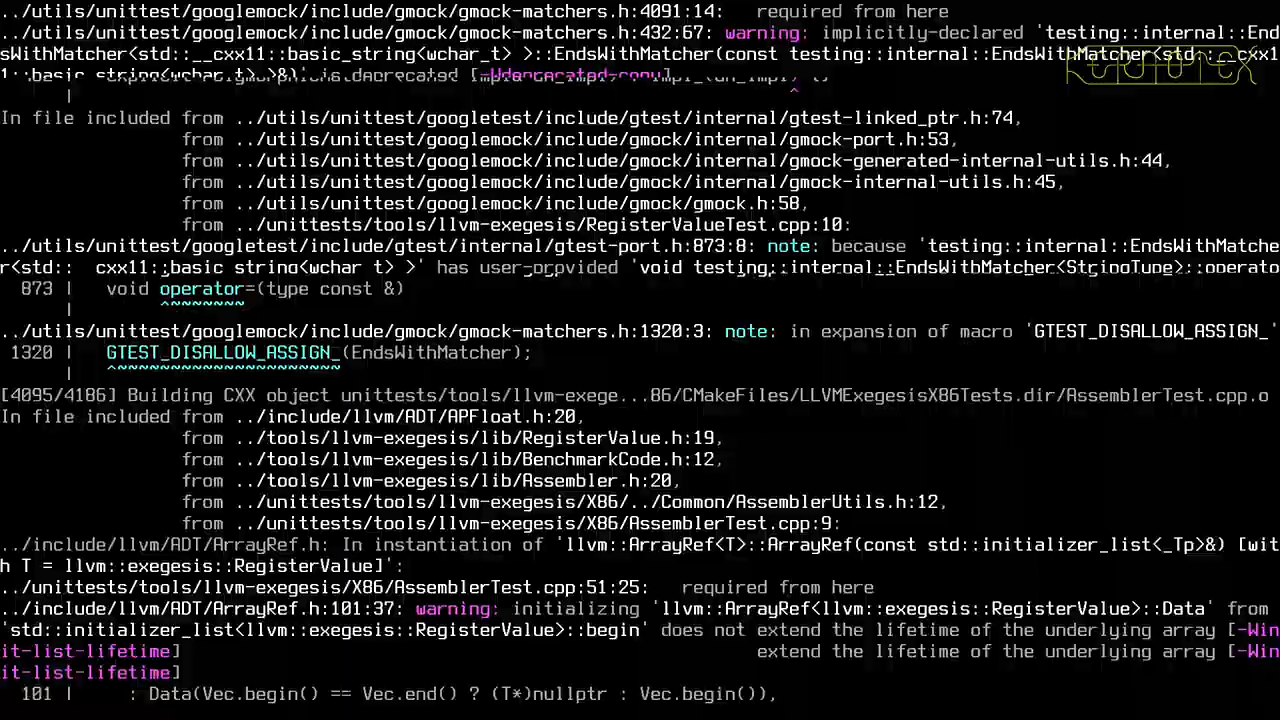 ../utils/unittest/googlemock/include/gmock/gmock-matchers.h:4091:14:   required from here
../utils/unittest/googlemock/include/gmock/gmock-matchers.h:432:67: warning: implicitly-declared 'testing::internal::End
sWithMatcher<std::__cxx11::basic_string<wchar_t> >::EndsWithMatcher(const testing::internal::EndsWithMatcher<std::__cxx1
1::basic_string<wchar_t> >&)' is deprecated [-Wdeprecated-copy]
|                                                                    ^
In file included from ../utils/unittest/googletest/include/gtest/internal/gtest-linked_ptr.h:74,
from ../utils/unittest/googlemock/include/gmock/internal/gmock-port.h:53,
from ../utils/unittest/googlemock/include/gmock/internal/gmock-generated-internal-utils.h:44,
from ../utils/unittest/googlemock/include/gmock/internal/gmock-internal-utils.h:45,
from ../utils/unittest/googlemock/include/gmock/gmock.h:58,
from ../unittests/tools/llvm-exegesis/RegisterValueTest.cpp:10:
../utils/unittest/googletest/include/gtest/internal/gtest-port.h:873:8: note: because 'testing::internal::EndsWithMatche
r<std::__cxx11::basic_string<wchar_t> >' has user-provided 'void testing::internal::EndsWithMatcher<StringType>::operato
873 |   void operator=(type const &)
|        ^~~~~~~~
../utils/unittest/googlemock/include/gmock/gmock-matchers.h:1320:3: note: in expansion of macro 'GTEST_DISALLOW_ASSIGN_'
1320 |   GTEST_DISALLOW_ASSIGN_(EndsWithMatcher);
|   ^~~~~~~~~~~~~~~~~~~~~~
[4095/4186] Building CXX object unittests/tools/llvm-exege...86/CMakeFiles/LLVMExegesisX86Tests.dir/AssemblerTest.cpp.o
In file included from ../include/llvm/ADT/APFloat.h:20,
from ../tools/llvm-exegesis/lib/RegisterValue.h:19,
from ../tools/llvm-exegesis/lib/BenchmarkCode.h:12,
from ../tools/llvm-exegesis/lib/Assembler.h:20,
from ../unittests/tools/llvm-exegesis/X86/../Common/AssemblerUtils.h:12,
from ../unittests/tools/llvm-exegesis/X86/AssemblerTest.cpp:9:
../include/llvm/ADT/ArrayRef.h: In instantiation of 'llvm::ArrayRef<T>::ArrayRef(const std::initializer_list<_Tp>&) [wit
h T = llvm::exegesis::RegisterValue]':
../unittests/tools/llvm-exegesis/X86/AssemblerTest.cpp:51:25:   required from here
../include/llvm/ADT/ArrayRef.h:101:37: warning: initializing 'llvm::ArrayRef<llvm::exegesis::RegisterValue>::Data' from
'std::initializer_list<llvm::exegesis::RegisterValue>::begin' does not extend the lifetime of the underlying array [-Win
it-list-lifetime]                                                      extend the lifetime of the underlying array [-Win
it-list-lifetime]
101 |     : Data(Vec.begin() == Vec.end() ? (T*)nullptr : Vec.begin()),